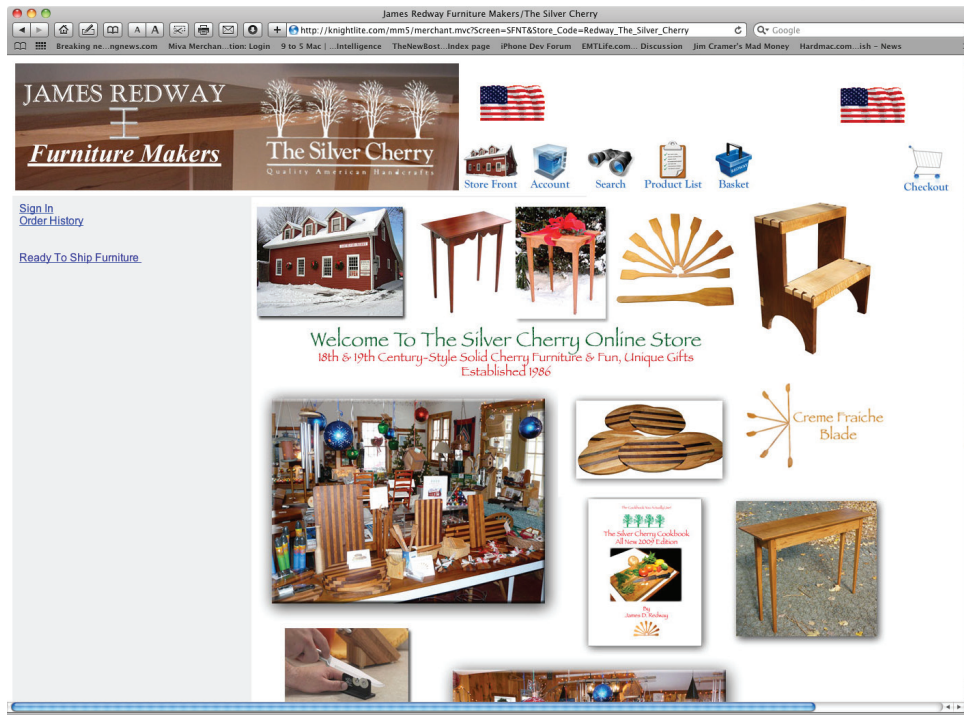 James Redway Furniture Makers/The Silver Cherry
A A
http://knightlite.com/mm5/merchant.mvc?Screen=SFNT&Store_Code=Redway_The_Silver_Cherry
Google
Breaking ne...ngnews.com Miva Merchan...tion: Login 9 to 5 Mac | ...Intelligence TheNewBost...Index page iPhone Dev Forum EMTLife.com... Discussion Jim Cramer's Mad Money Hardmac.com...ish – News
JAMES REDWAY
Furniture Makers
The Silver Cherry
Quality American Handcrafts
Store Front Account Search Product List Basket Checkout
Sign In
Order History
Ready To Ship Furniture
Welcome To The Silver Cherry Online Store
18th & 19th Century-Style Solid Cherry Furniture & Fun, Unique Gifts
Established 1986
Creme Fraiche
Blade
The Silver Cherry Cookbook
All New 2009 Edition
By
James D. Redway